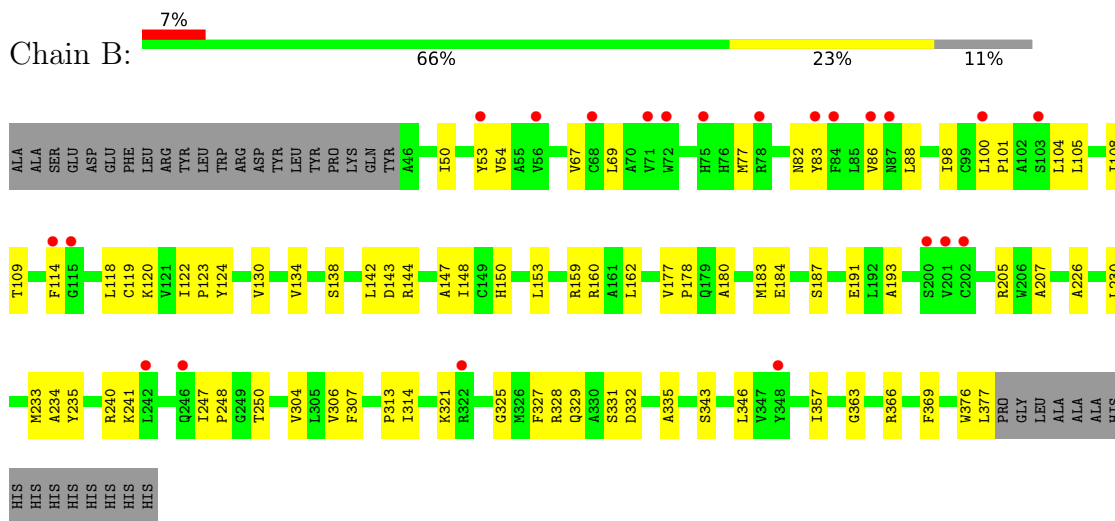 7%
Chain B:
66% 23% 11%
ALA ALA SER GLU ASP GLU PHE LEU ARG TYR LEU TRP ARG ASP TYR LEU TYR PRO LYS GLN TYR A46 I50 Y53 V54 A55 V56 V67 C68 L69 A70 V71 W72 H75 H76 M77 R78 N82 Y83 F84 L85 V86 N87 L88 I98 C99 L100 P101 A102 S103 L104 L105 I108
T109 F114 G115 L118 C119 K120 V121 I122 P123 Y124 V130 V134 S138 L142 D143 R144 A147 I148 C149 H150 L153 R159 R160 A161 L162 V177 P178 Q179 A180 M183 E184 S187 E191 L192 A193 S200 V201 C202 R205 W206 A207 A226
M233 A234 Y235 R240 K241 L242 Q246 I247 P248 G249 T250 V304 L305 V306 F307 P313 I314 K321 R322 G325 M326 F327 R328 Q329 A330 S331 D332 A335 S343 L346 V347 Y348 I357 G363 R366 F369 W376 L377 PRO GLY LEU ALA ALA ALA HIS
HIS HIS HIS HIS HIS HIS HIS HIS HIS